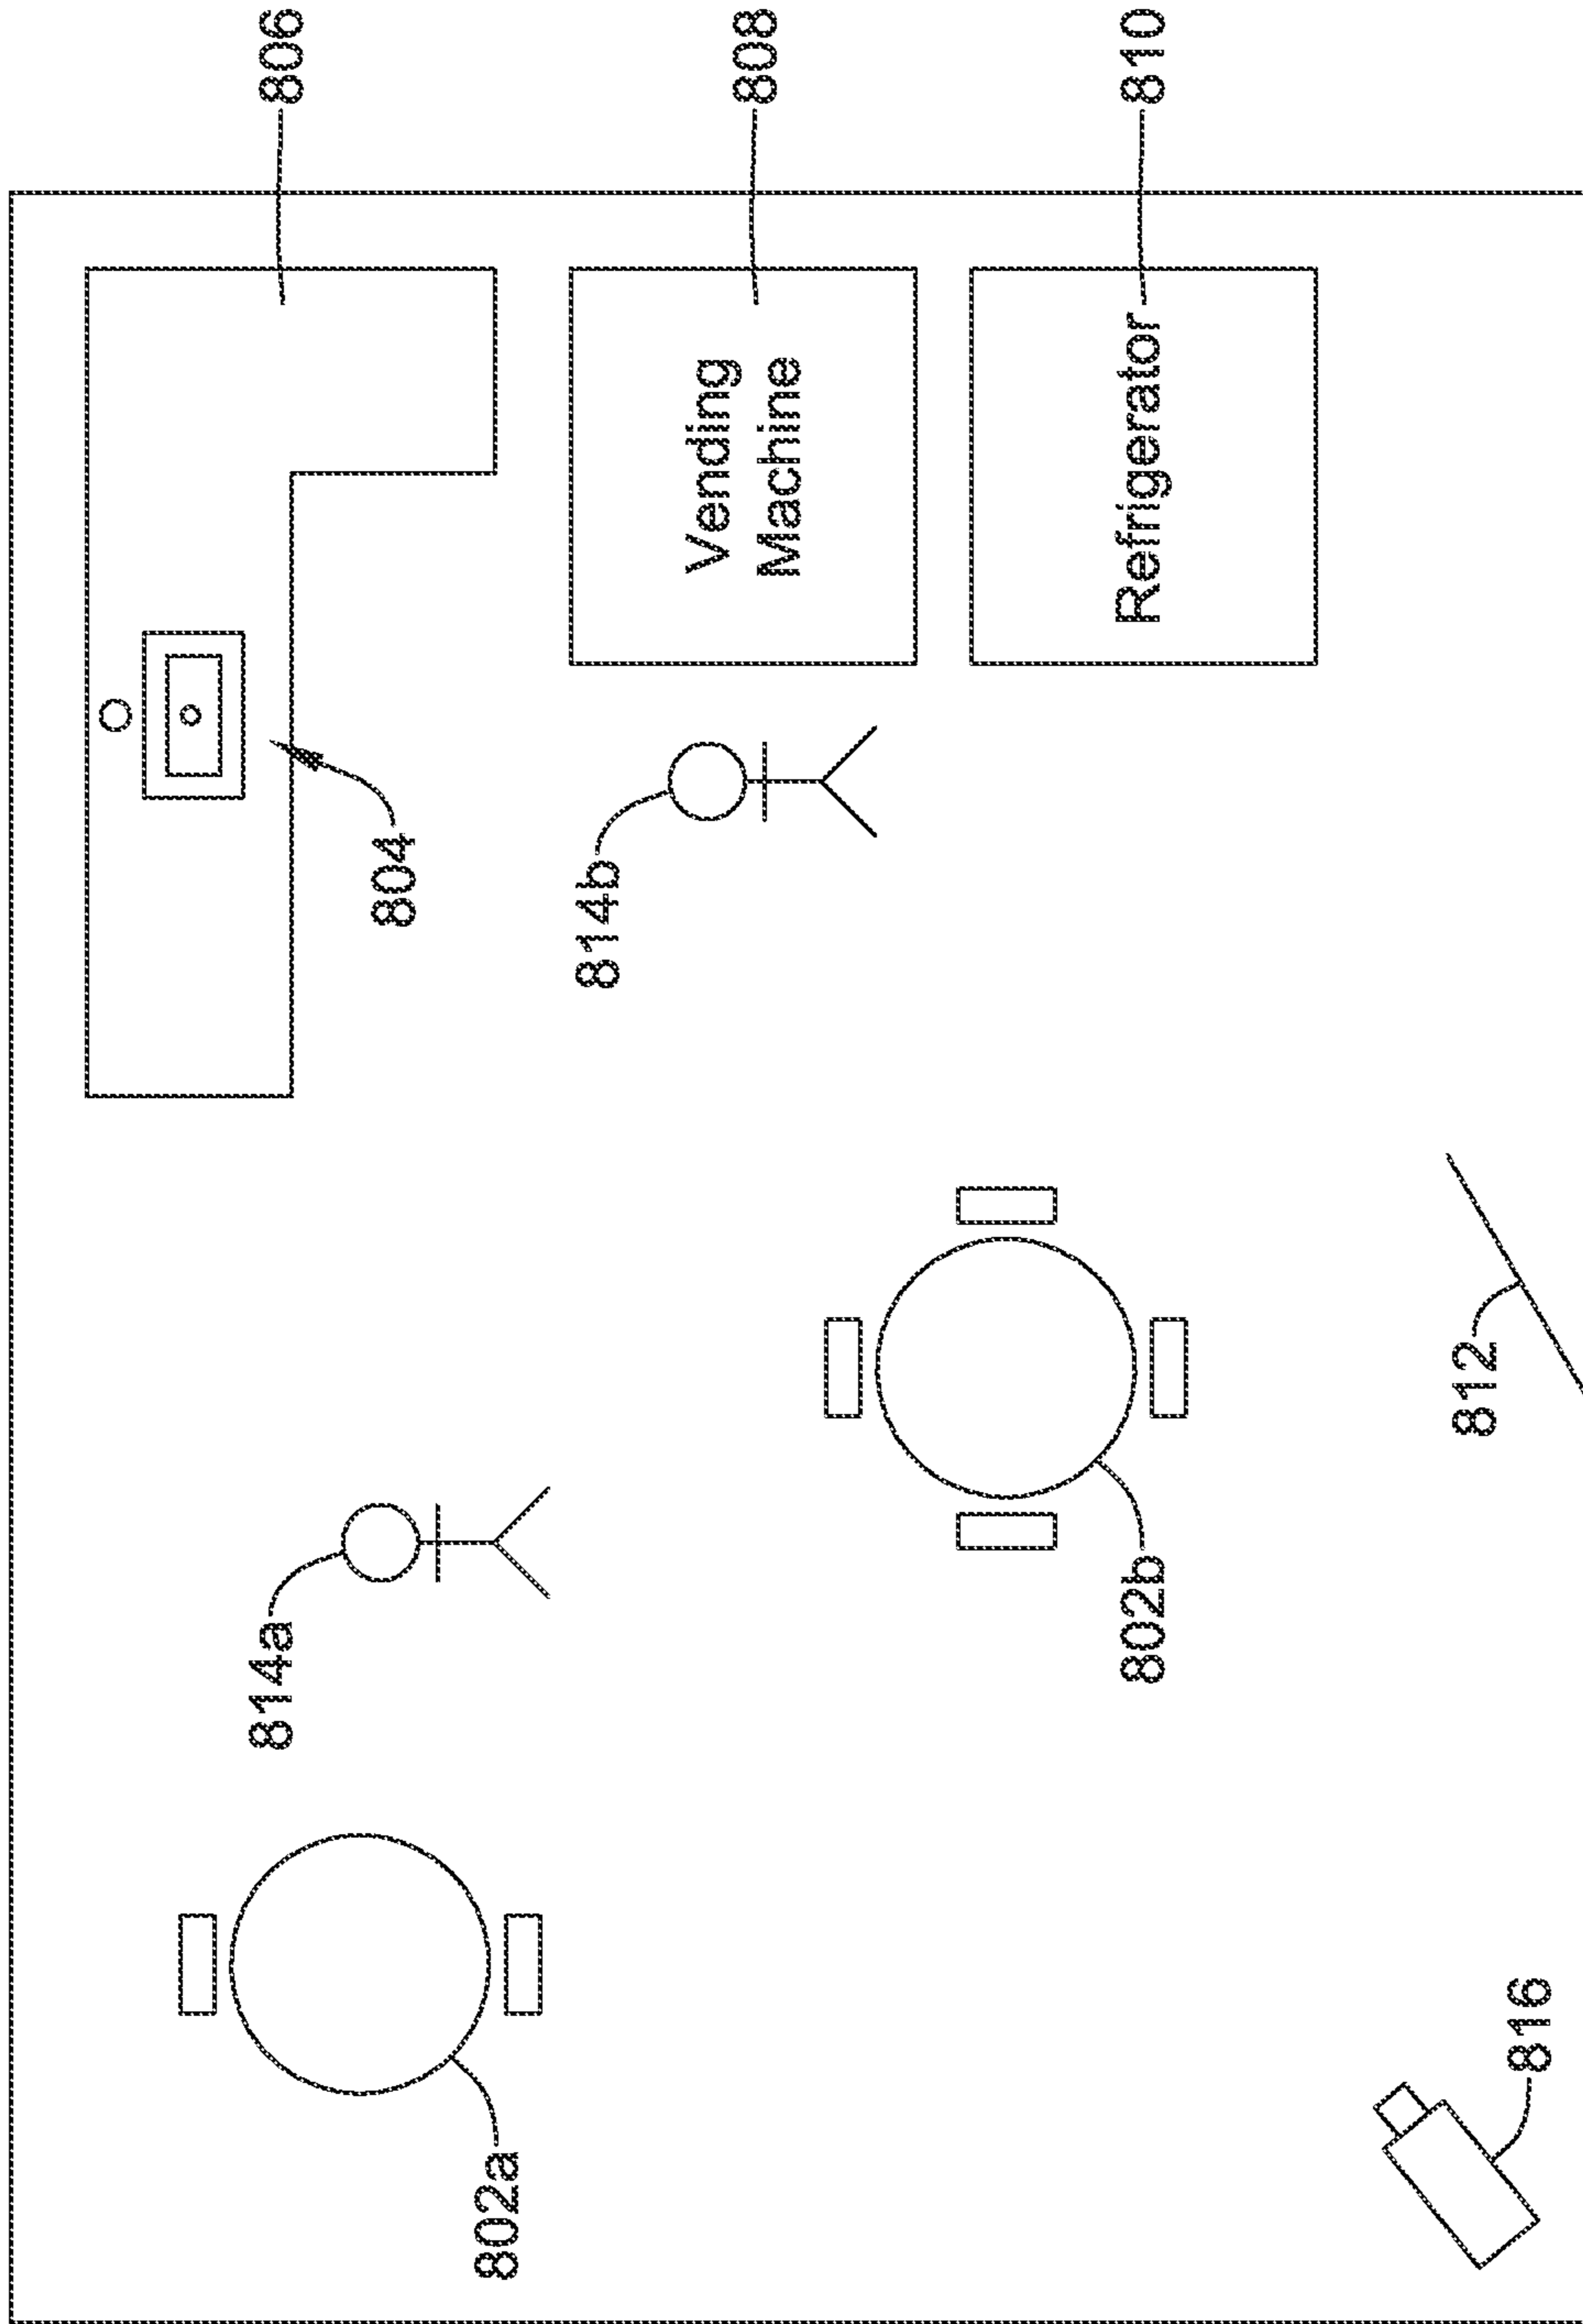 814a
806
804
802a
814b
Vending
Machine
808
802b
Refrigerator
810
812
816